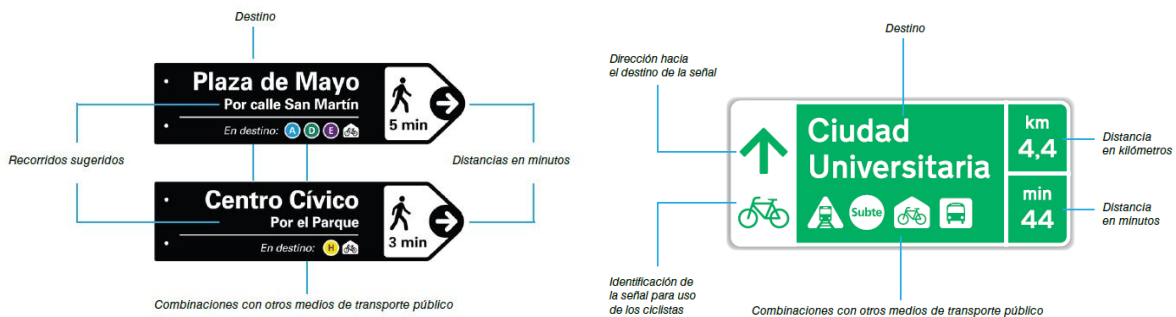 Destino
Plaza de Mayo
Por calle San Martín
En destino: A D E
5 min
Recorridos sugeridos
Distancias en minutos
Centro Cívico
Por el Parque
En destino: H
3 min
Combinaciones con otros medios de transporte público
Destino
Dirección hacia
el destino de la señal
Ciudad
Universitaria
Subte
km
4,4
min
44
Distancia
en kilómetros
Distancia
en minutos
Identificación de
la señal para uso
de los ciclistas
Combinaciones con otros medios de transporte público